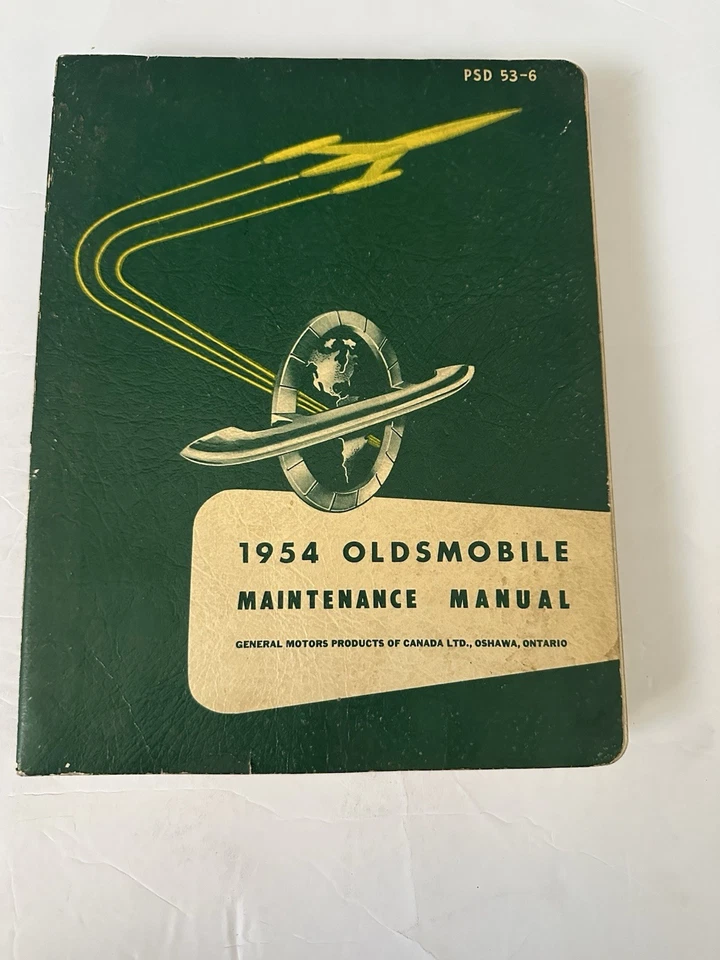 PSD 53-6
1954 OLDSMOBILE
MAINTENANCE MANUAL
GENERAL MOTORS PRODUCTS OF CANADA LTD., OSHAWA, ONTARIO